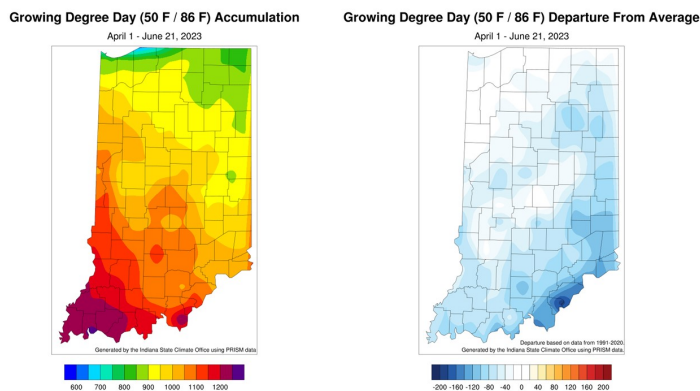 Growing Degree Day (50 F / 86 F) Accumulation
April 1 - June 21, 2023
Generated by the Indiana State Climate Office using PRISM data
600 700 800 900 1000 1100 1200
Growing Degree Day (50 F / 86 F) Departure From Average
April 1 - June 21, 2023
Departure based on data from 1991-2020.
Generated by the Indiana State Climate Office using PRISM data.
-200 -160 -120 -80 -40 0 40 80 120 160 200